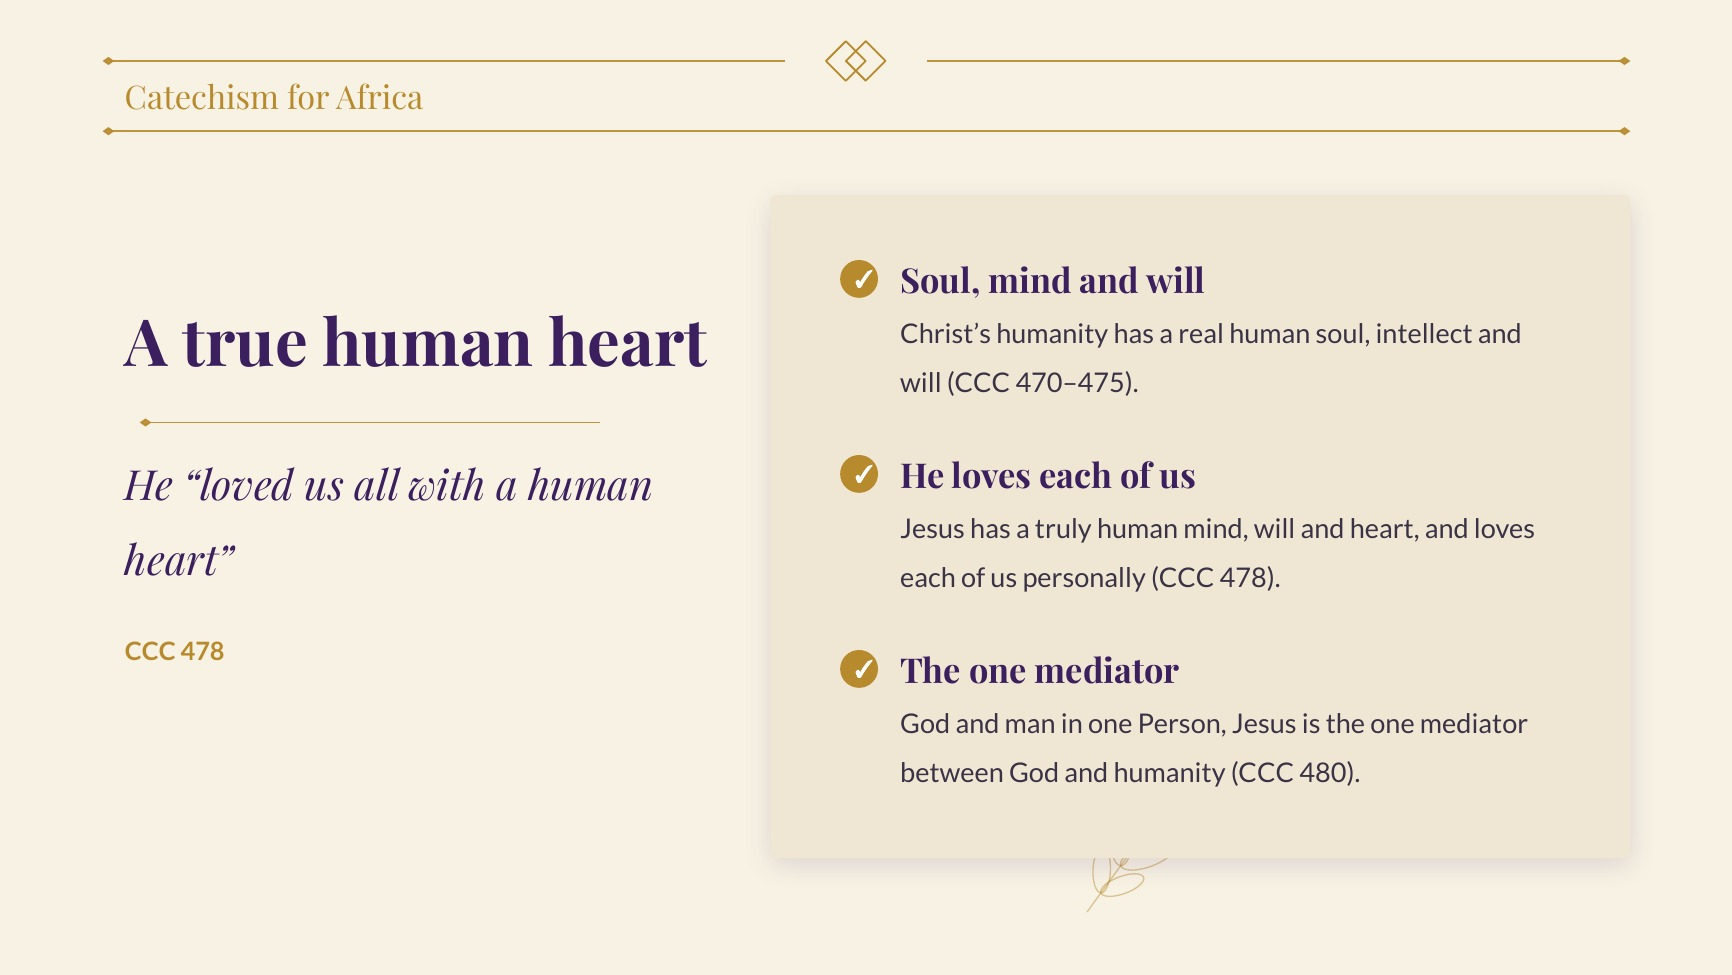 Catechism for Africa
A true human heart
He “loved us all with a human
heart”
CCC 478
Soul, mind and will
Christ’s humanity has a real human soul, intellect and
will (CCC 470–475).
He loves each of us
Jesus has a truly human mind, will and heart, and loves
each of us personally (CCC 478).
The one mediator
God and man in one Person, Jesus is the one mediator
between God and humanity (CCC 480).